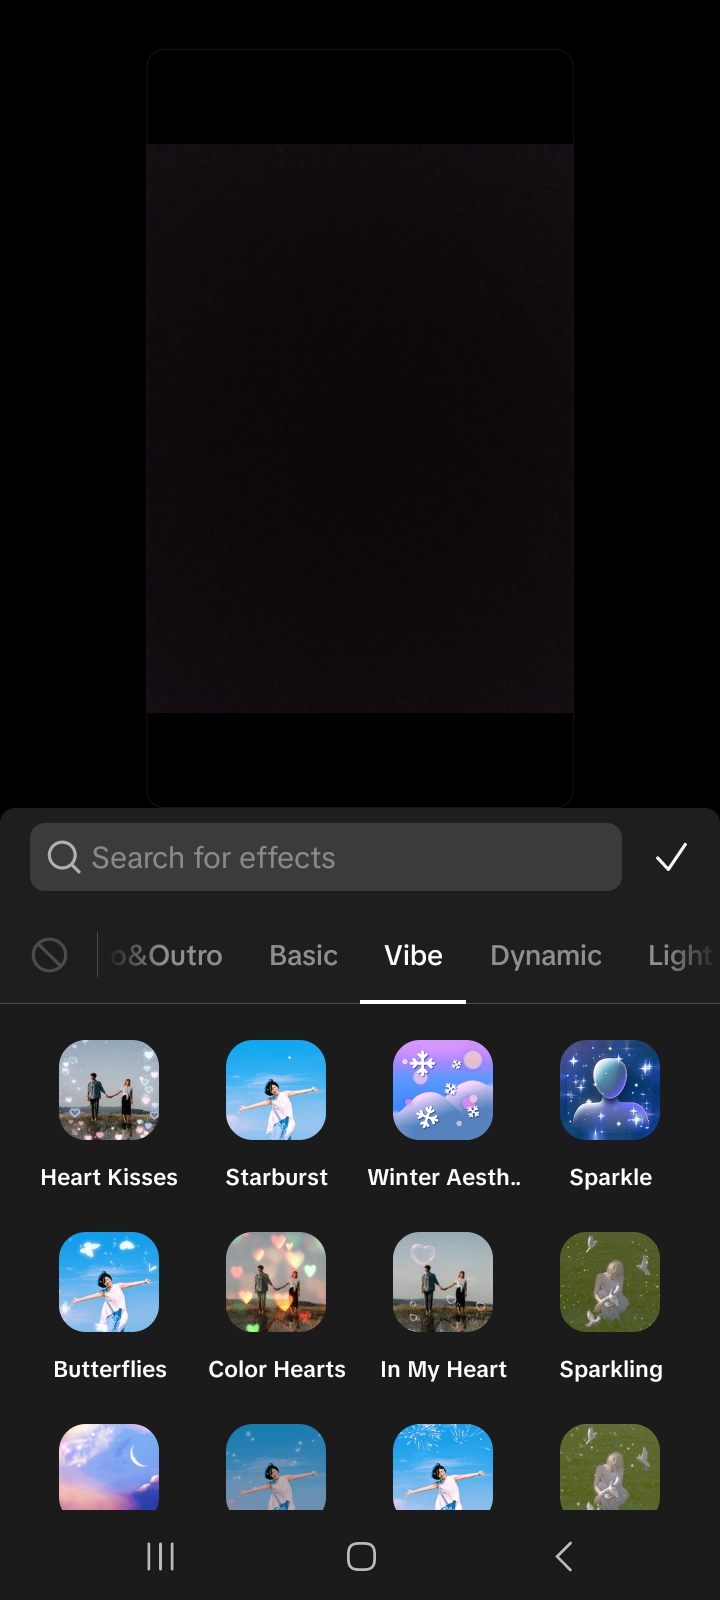 Search for effects
o&Outro
Basic
Vibe
Dynamic
Light
Heart Kisses
Starburst
Winter Aesth..
Sparkle
Butterflies
Color Hearts
In My Heart
Sparkling